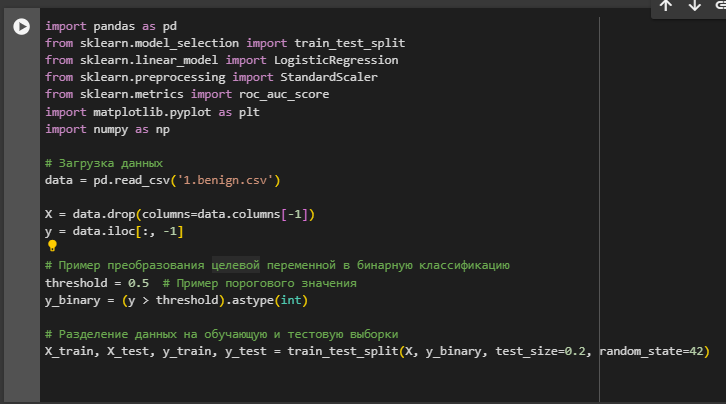 import pandas as pd
from sklearn.model_selection import train_test_split
from sklearn.linear_model import LogisticRegression
from sklearn.preprocessing import StandardScaler
from sklearn.metrics import roc_auc_score
import matplotlib.pyplot as plt
import numpy as np
# Загрузка данных
data = pd.read_csv('1.benign.csv')
X = data.drop(columns=data.columns[-1])
y = data.iloc[:, -1]
# Пример преобразования целевой переменной в бинарную классификацию
threshold = 0.5  # Пример порогового значения
y_binary = (y > threshold).astype(int)
# Разделение данных на обучающую и тестовую выборки
X_train, X_test, y_train, y_test = train_test_split(X, y_binary, test_size=0.2, random_state=42)